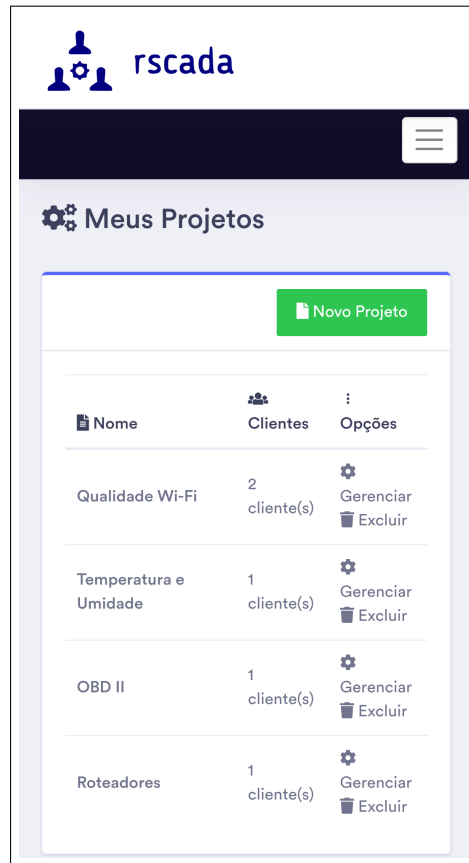 rscada
Meus Projetos
Novo Projeto
Nome
Clientes
Opções
Qualidade Wi-Fi
2
cliente(s)
Gerenciar
Excluir
Temperatura e
Umidade
1
cliente(s)
Gerenciar
Excluir
OBD II
1
cliente(s)
Gerenciar
Excluir
Roteadores
1
cliente(s)
Gerenciar
Excluir